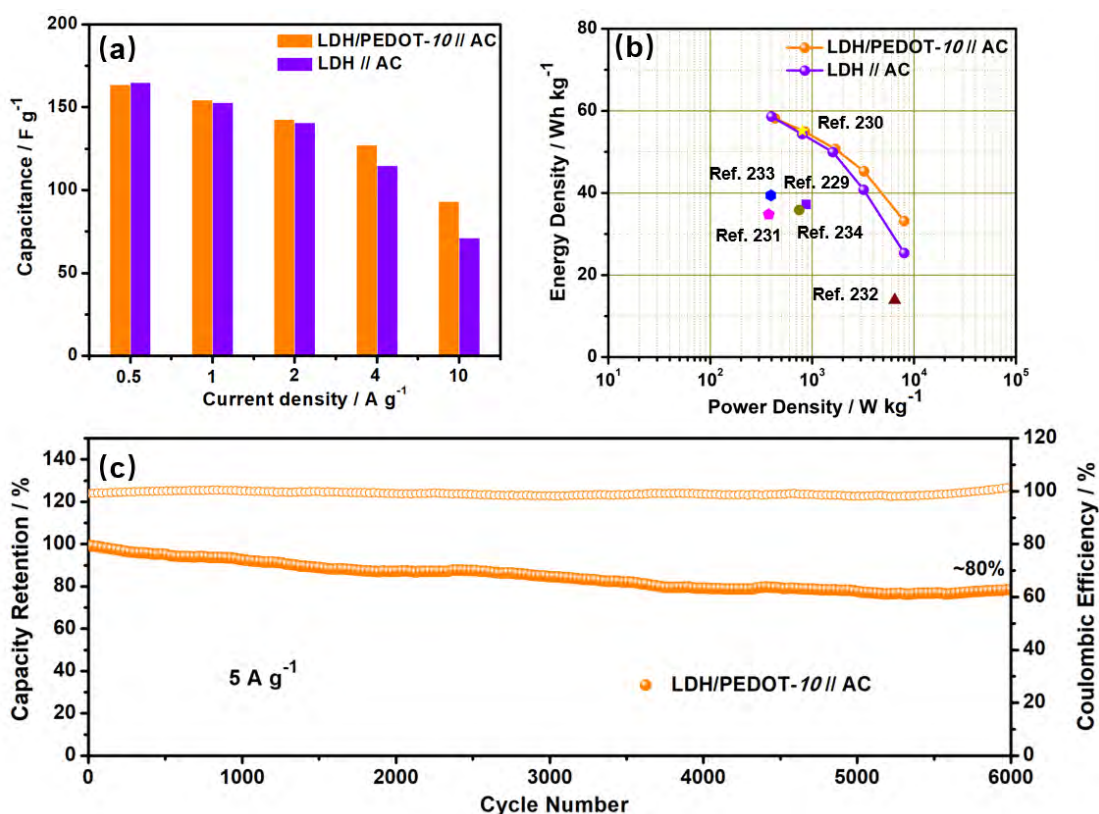 (a)
LDH/PEDOT-10 // AC
LDH // AC
Capacitance / F g⁻¹
200
150
100
50
0
0.5 1 2 4 10
Current density / A g⁻¹
(b)
LDH/PEDOT-10 // AC
LDH // AC
Ref. 230
Ref. 233
Ref. 229
Ref. 231
Ref. 234
Ref. 232
Energy Density / Wh kg⁻¹
80
60
40
20
0
10¹ 10² 10³ 10⁴ 10⁵
Power Density / W kg⁻¹
(c)
Capacity Retention / %
140
120
100
80
60
40
20
0
~80%
5 A g⁻¹
LDH/PEDOT-10 // AC
Coulombic Efficiency / %
120
100
80
60
40
20
0
0 1000 2000 3000 4000 5000 6000
Cycle Number